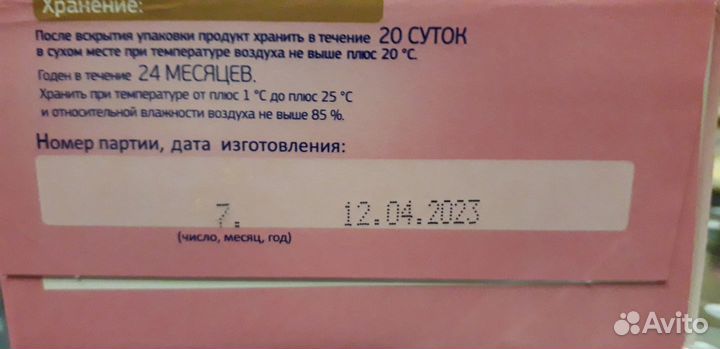 Хранение:
После вскрытия упаковки продукт хранить в течение 20 СУТОК
в сухом месте при температуре воздуха не выше плюс 20 °С.
Годен в течение 24 МЕСЯЦЕВ.
Хранить при температуре от плюс 1 °С до плюс 25 °С
и относительной влажности воздуха не выше 85 %.
Номер партии, дата изготовления:
7. 12.04.2023
(число, месяц, год)
Avito